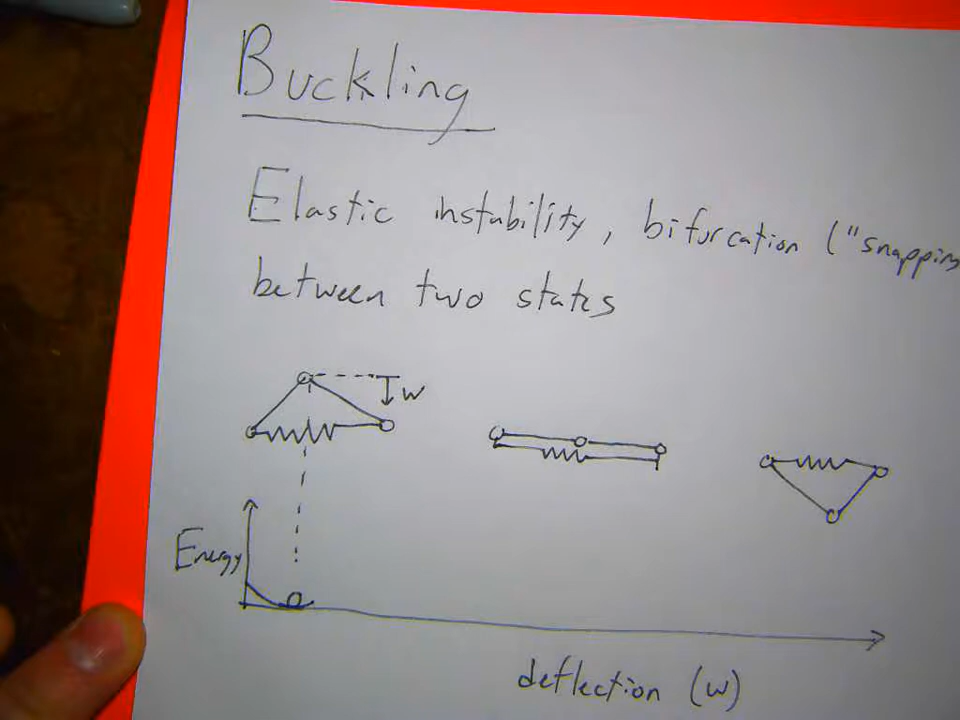 Buckling
Elastic instability, bifurcation ("snapping
between two states
w
Energy
deflection (w)